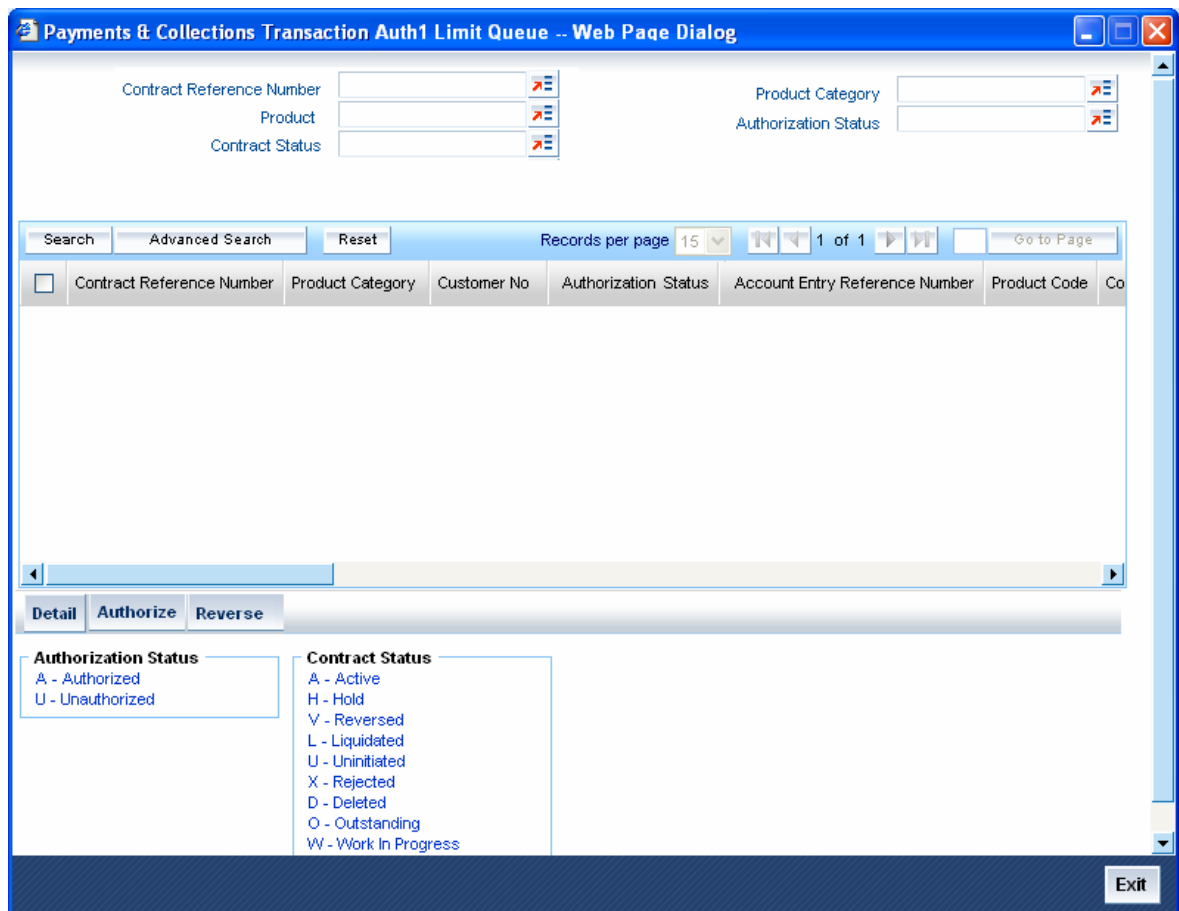 Payments & Collections Transaction Auth1 Limit Queue -- Web Page Dialog
Contract Reference Number
Product Category
Product
Authorization Status
Contract Status
Search Advanced Search Reset Records per page 15 1 of 1 Go to Page
Contract Reference Number Product Category Customer No Authorization Status Account Entry Reference Number Product Code Co
Detail Authorize Reverse
Authorization Status
A - Authorized
U - Unauthorized
Contract Status
A - Active
H - Hold
V - Reversed
L - Liquidated
U - Uninitiated
X - Rejected
D - Deleted
O - Outstanding
W - Work In Progress
Exit